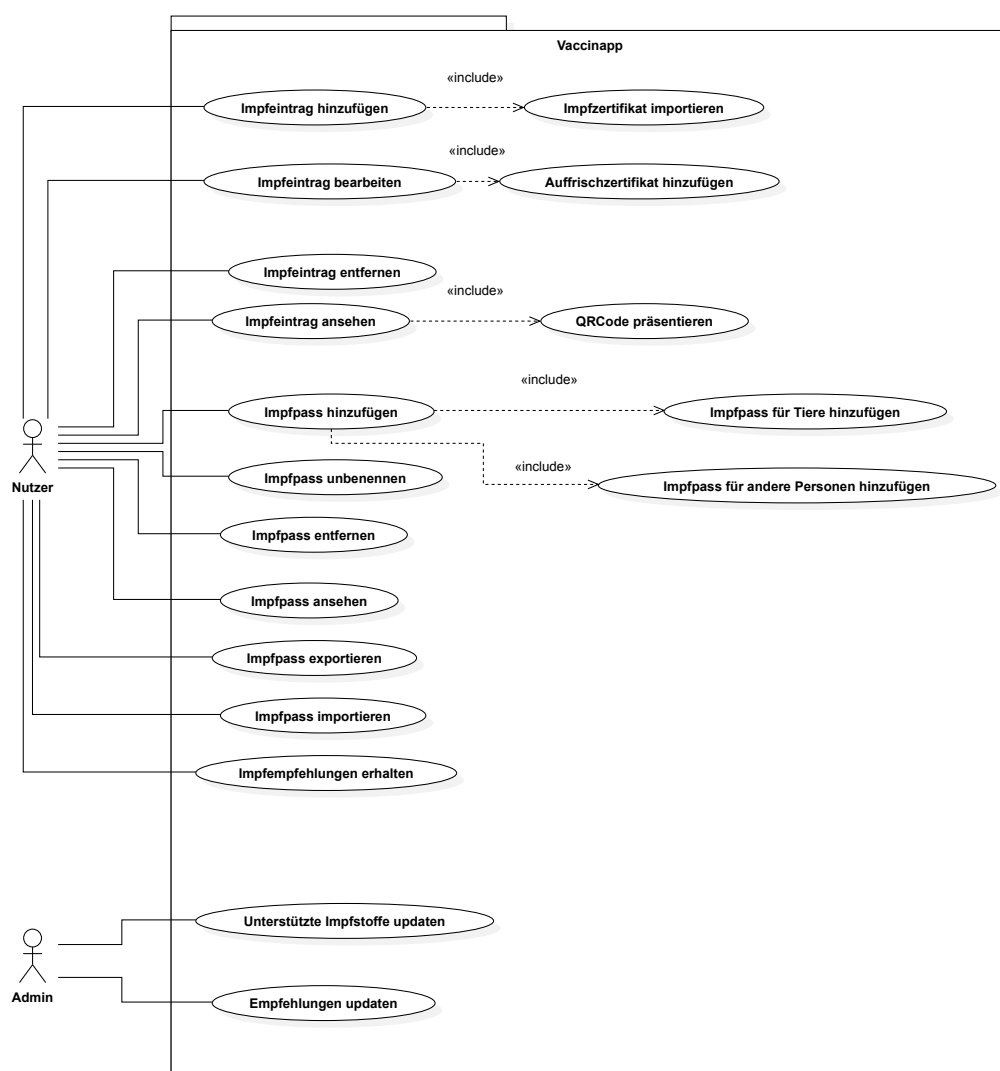 Vaccinapp
«include»
Impfeintrag hinzufügen
Impfzertifikat importieren
«include»
Impfeintrag bearbeiten
Auffrischzertifikat hinzufügen
Impfeintrag entfernen
«include»
Impfeintrag ansehen
QRCode präsentieren
«include»
Impfpass hinzufügen
Impfpass für Tiere hinzufügen
«include»
Nutzer
Impfpass unbenennen
Impfpass für andere Personen hinzufügen
Impfpass entfernen
Impfpass ansehen
Impfpass exportieren
Impfpass importieren
Impfempfehlungen erhalten
Unterstützte Impfstoffe updaten
Admin
Empfehlungen updaten